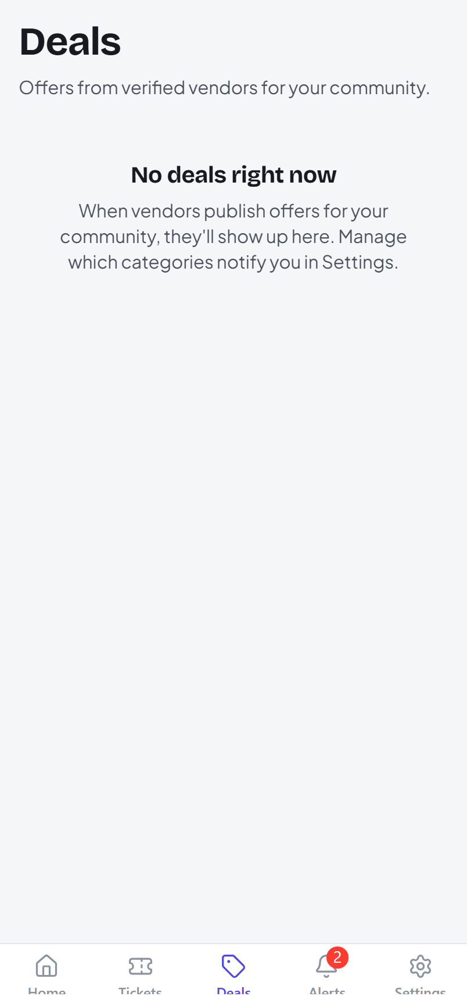 Deals
Offers from verified vendors for your community.
No deals right now
When vendors publish offers for your
community, they'll show up here. Manage
which categories notify you in Settings.
2
Home Tickets Deals Alerts Settings